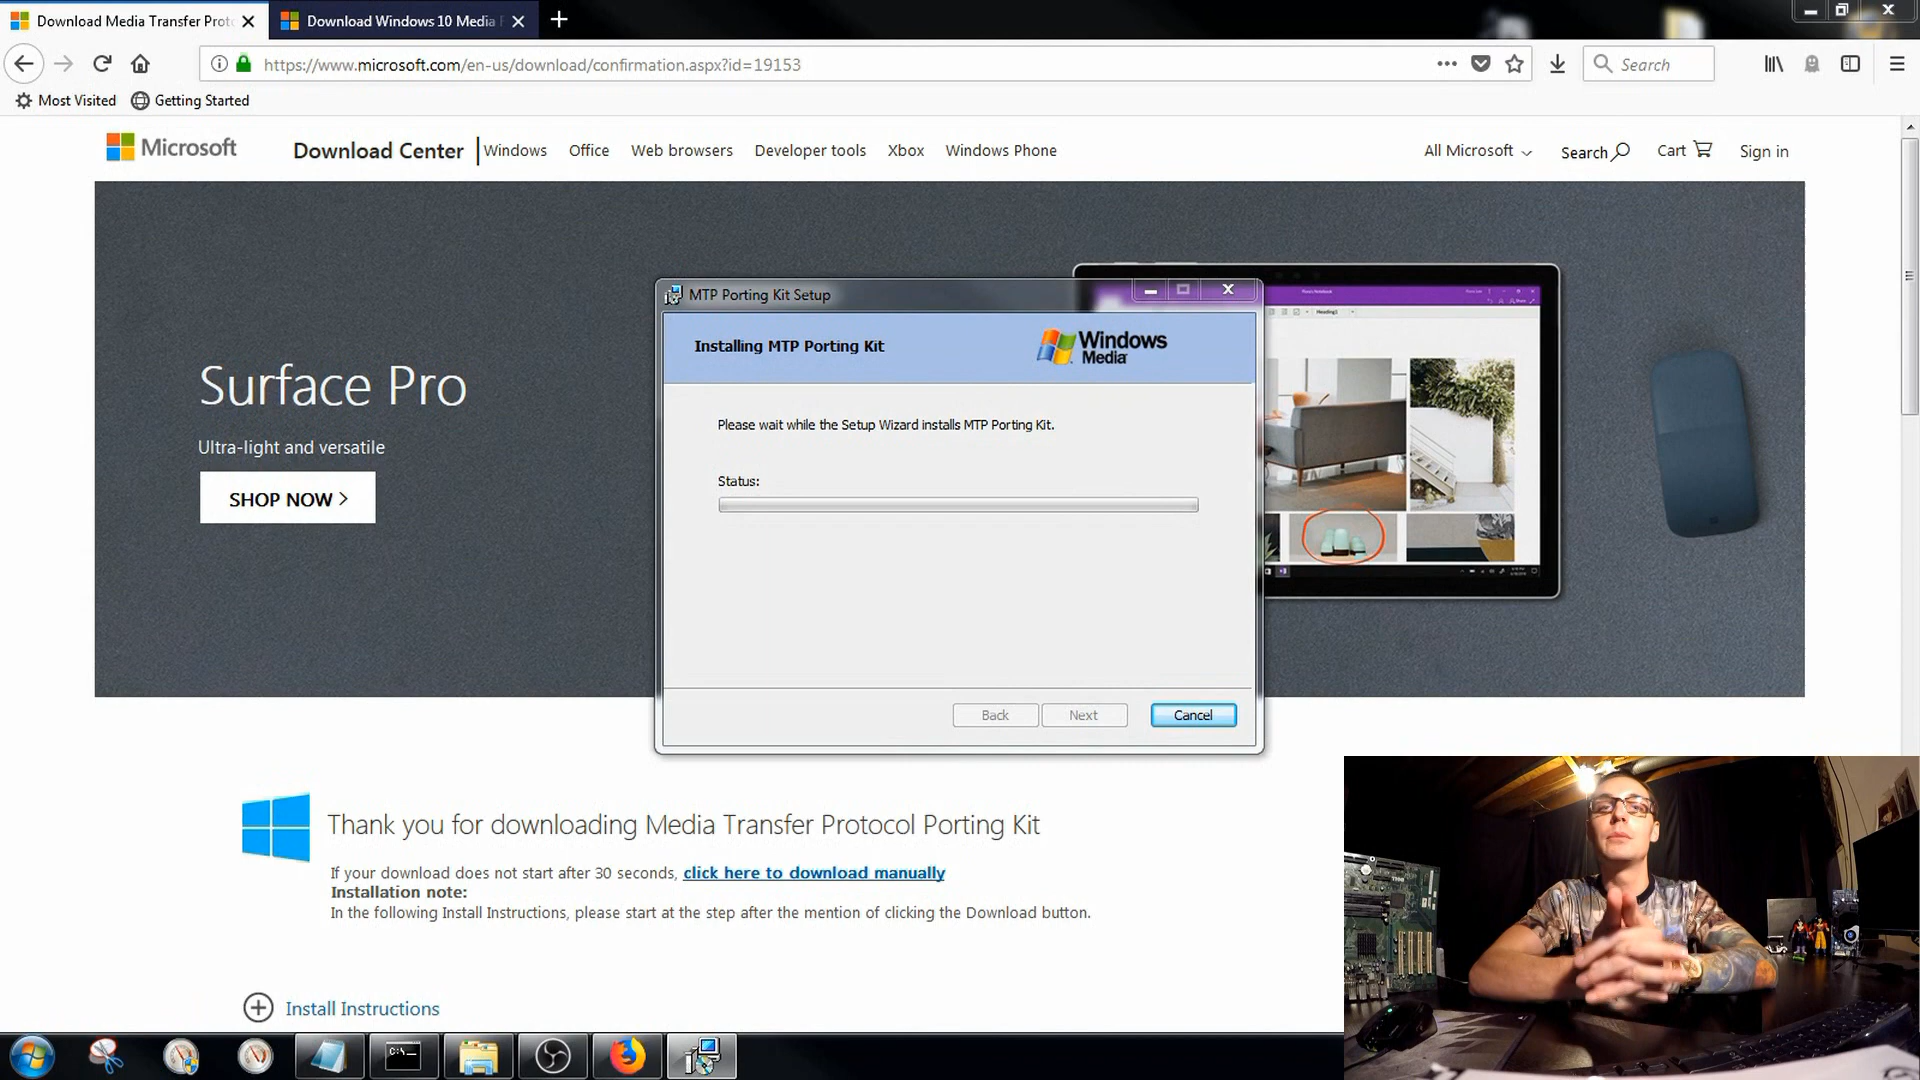 Download Media Transfer Proto
Download Windows 10 Media F
https://www.microsoft.com/en-us/download/confirmation.aspx?id=19153
Search
Most Visited
Getting Started
Microsoft
Download Center
Windows
Office
Web browsers
Developer tools
Xbox
Windows Phone
All Microsoft
Search
Cart
Sign in
Surface Pro
Ultra-light and versatile
SHOP NOW
MTP Porting Kit Setup
Installing MTP Porting Kit
Windows
Media
Please wait while the Setup Wizard installs MTP Porting Kit.
Status:
Back
Next
Cancel
Heading1
Thank you for downloading Media Transfer Protocol Porting Kit
If your download does not start after 30 seconds, click here to download manually
Installation note:
In the following Install Instructions, please start at the step after the mention of clicking the Download button.
Install Instructions
C:\_